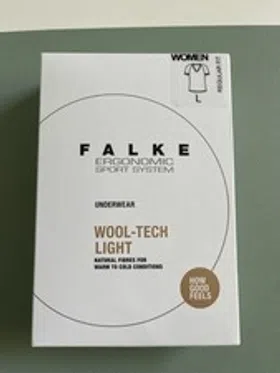 WOMEN
REGULAR FIT
L
FALKE
ERGONOMIC
SPORT SYSTEM
UNDERWEAR
WOOL-TECH
LIGHT
NATURAL FIBRES FOR
WARM TO COLD CONDITIONS
HOW
GOOD
FEELS